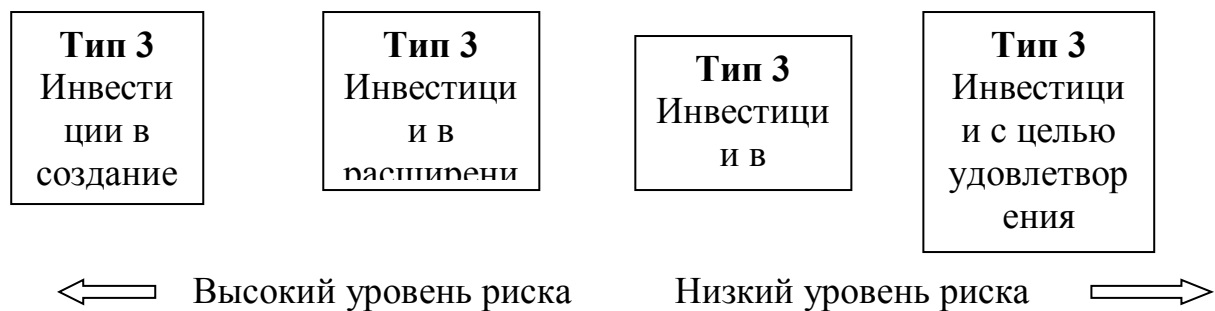 Тип 3
Инвести
ции в
создание
Тип 3
Инвестици
и в
расширени
Тип 3
Инвестици
и в
Тип 3
Инвестици
и с целью
удовлетвор
ения
Высокий уровень риска
Низкий уровень риска